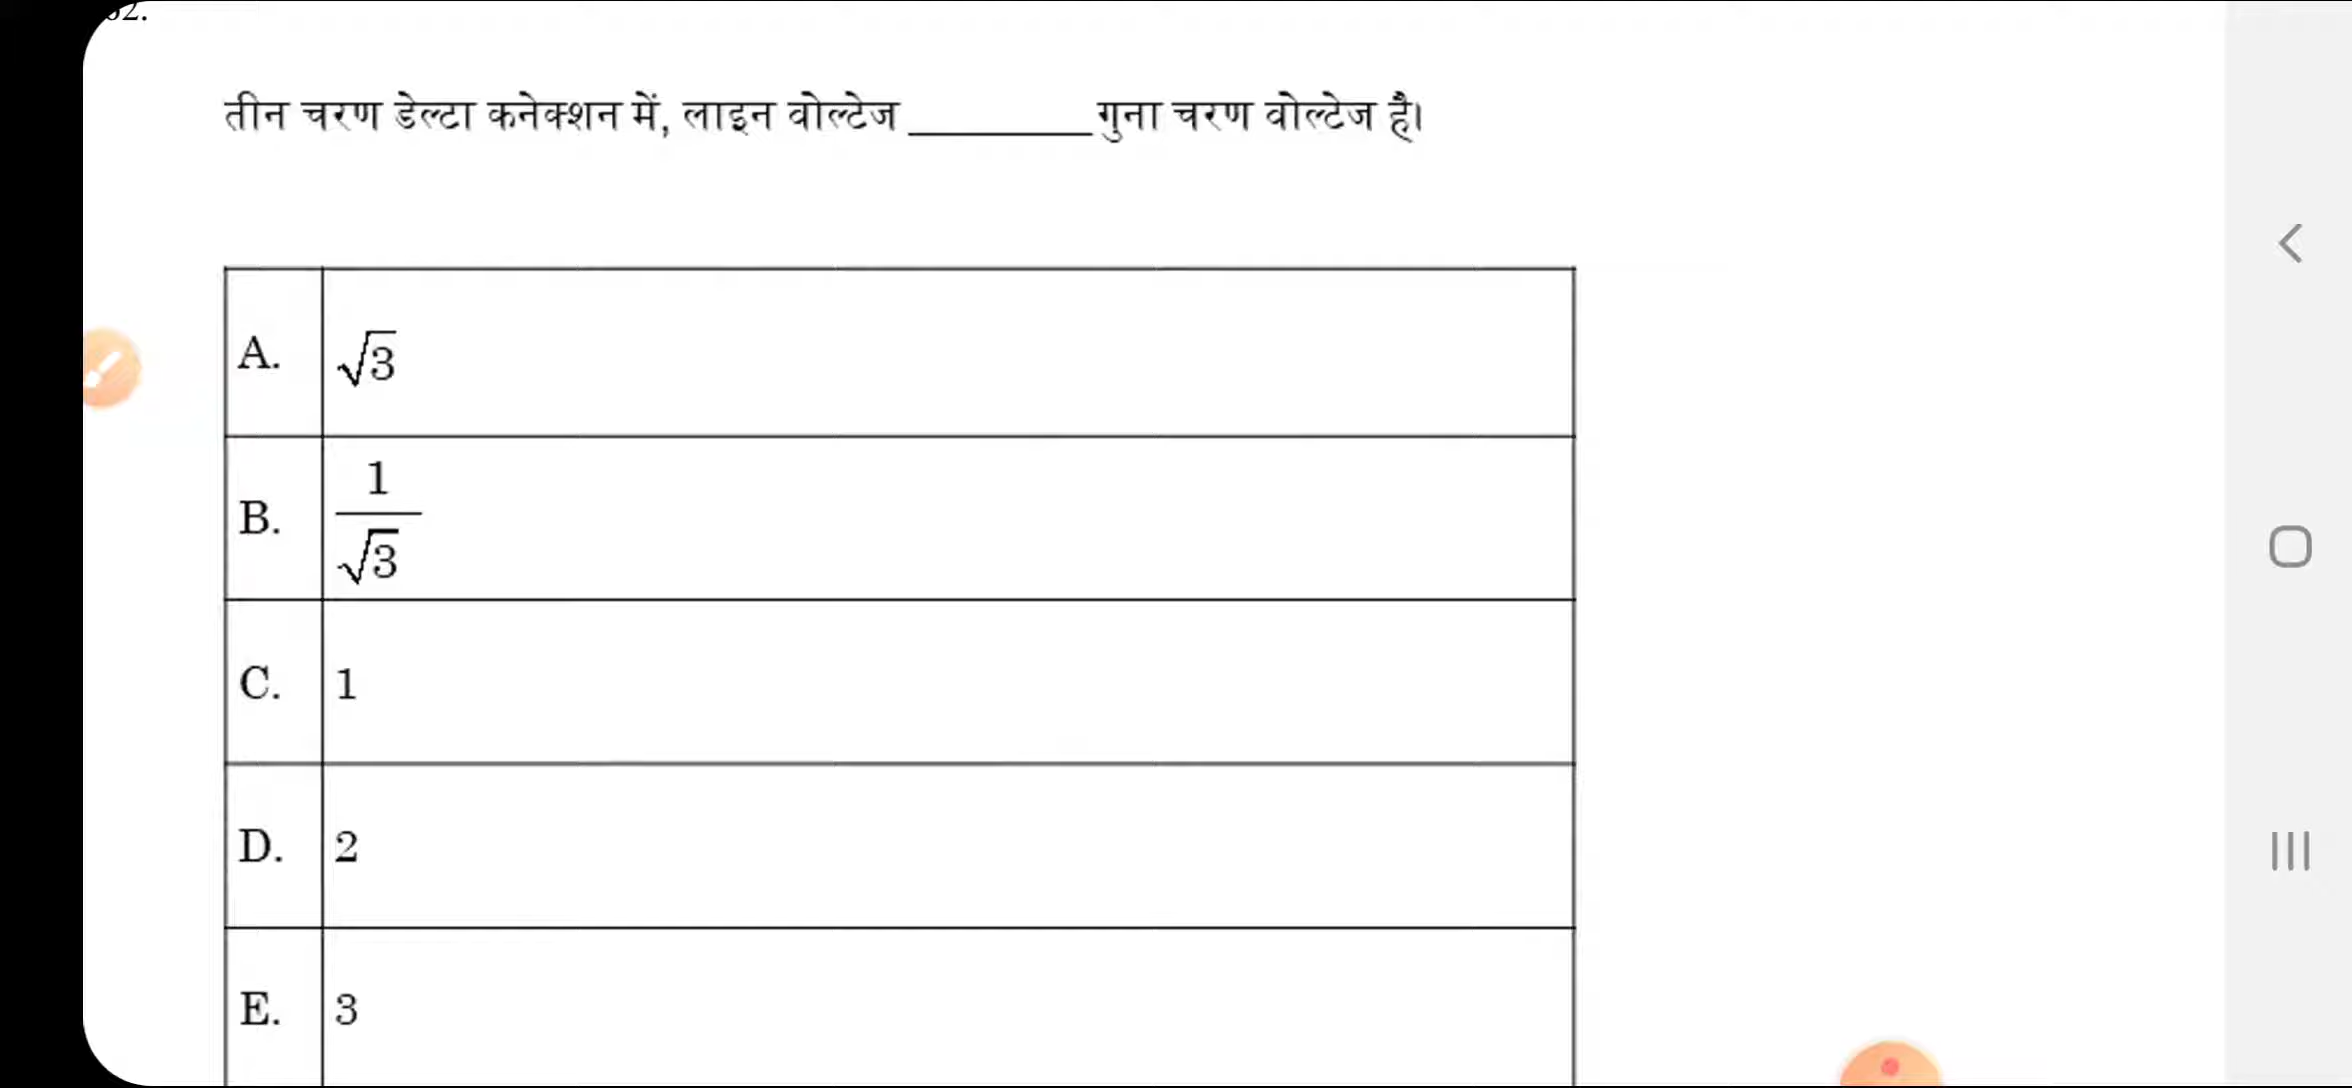 तीन चरण डेल्टा कनेक्शन में, लाइन वोल्टेज ________ गुना चरण वोल्टेज है।
A. √3
B. 1/√3
C. 1
D. 2
E. 3